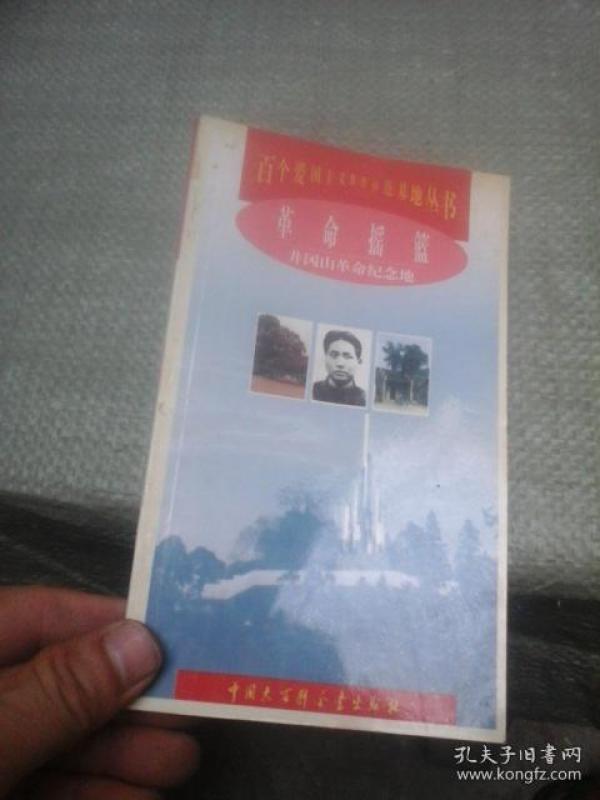 百个爱国主义教育示范基地丛书
革命摇篮
井冈山革命纪念地
中国大百科全书出版社
孔夫子旧书网
www.kongfz.com